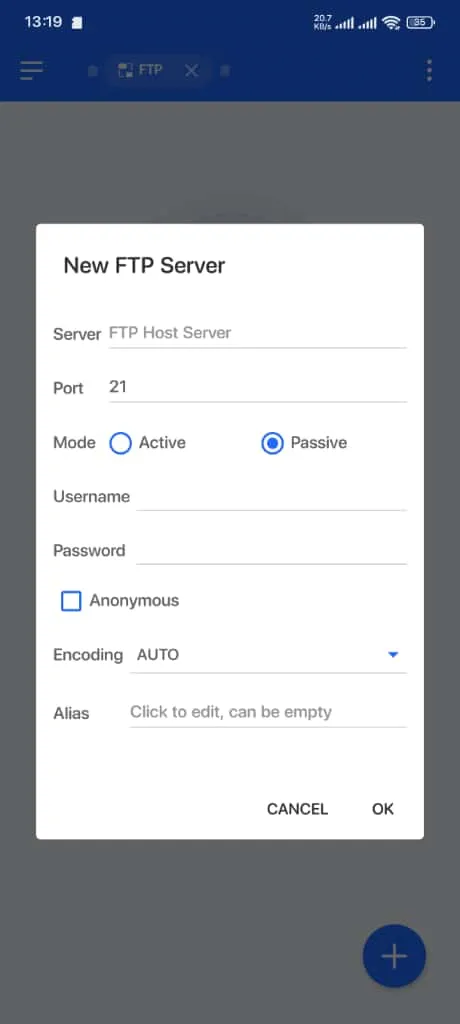 13:19
20.7
KB/s
35
FTP
New FTP Server
Server FTP Host Server
Port 21
Mode Active Passive
Username
Password
Anonymous
Encoding AUTO
Alias Click to edit, can be empty
CANCEL OK